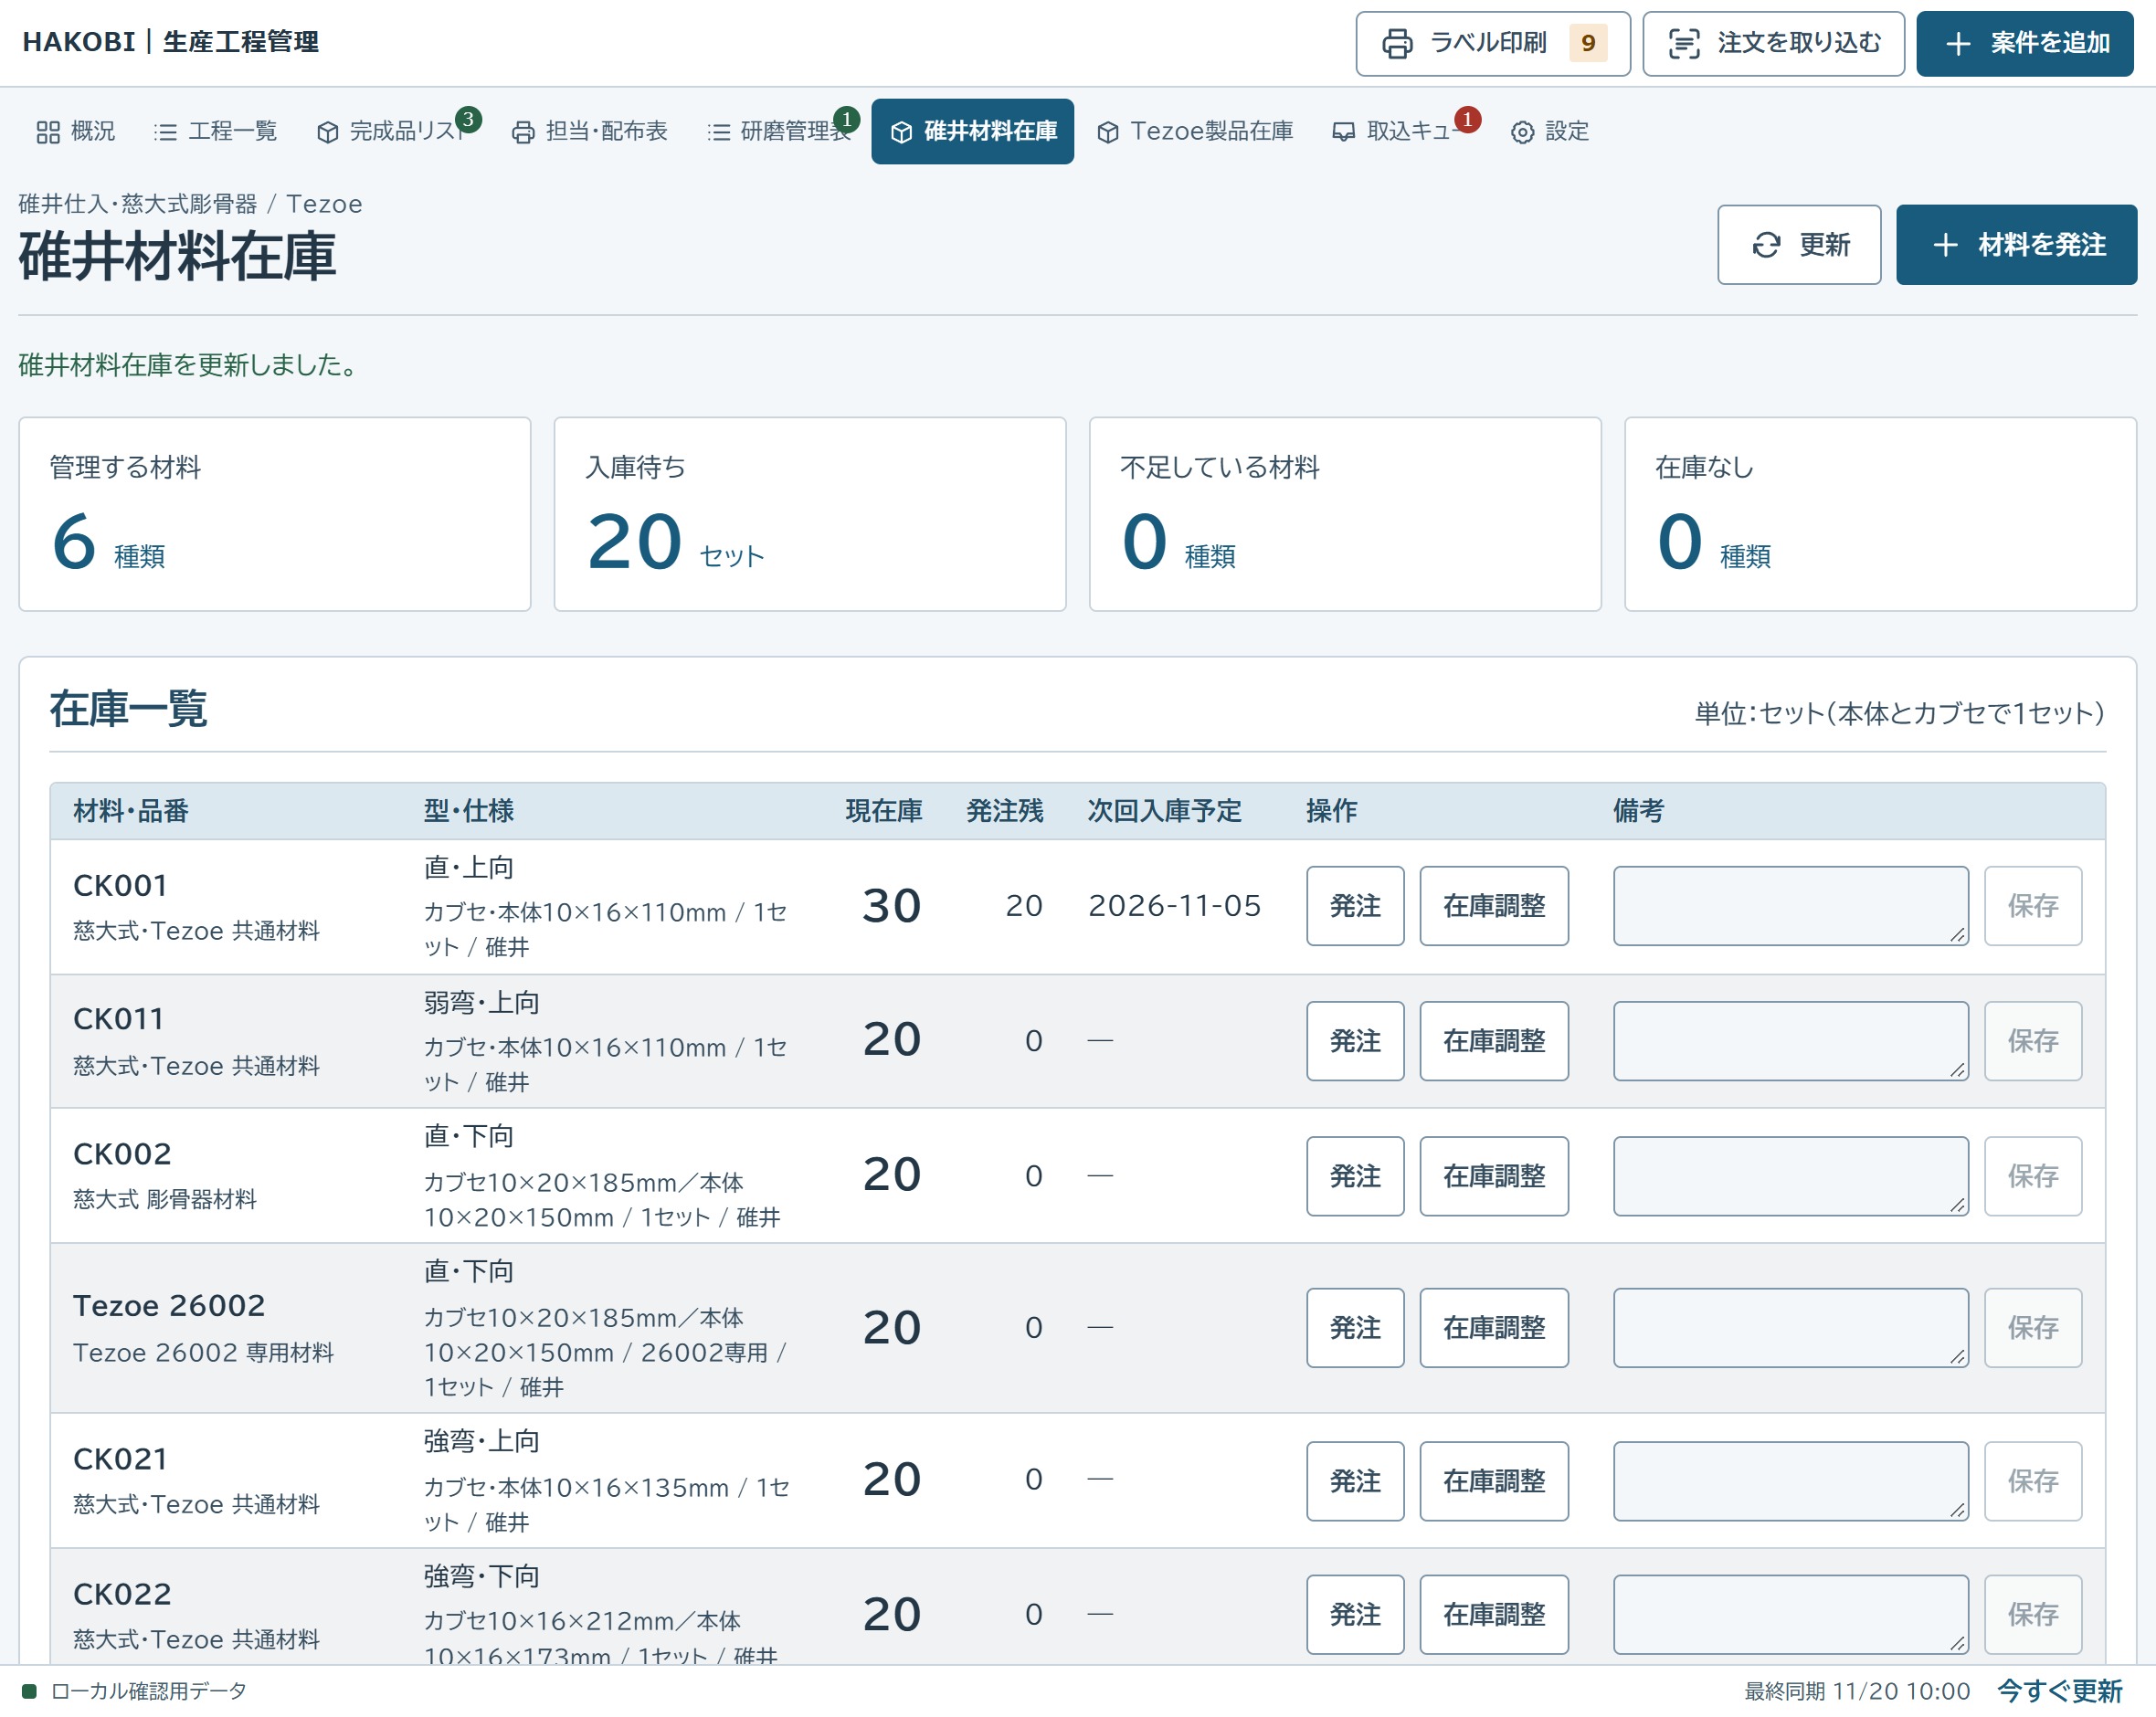 HAKOBI | 生産工程管理
ラベル印刷 9
注文を取り込む
＋ 案件を追加
概況
工程一覧
完成品リスト 3
担当・配布表
研磨管理表 1
碓井材料在庫
Tezoe製品在庫
取込キュー 1
設定
碓井仕入・慈大式彫骨器 / Tezoe
碓井材料在庫
更新
＋ 材料を発注
碓井材料在庫を更新しました。
管理する材料
6 種類
入庫待ち
20 セット
不足している材料
0 種類
在庫なし
0 種類
在庫一覧
単位：セット（本体とカブセで1セット）
材料・品番 型・仕様 現在庫 発注残 次回入庫予定 操作 備考
CK001
慈大式・Tezoe 共通材料
直・上向
カブセ・本体10×16×110mm / 1セ
ット / 碓井
30 20 2026-11-05 発注 在庫調整 保存
CK011
慈大式・Tezoe 共通材料
弱弯・上向
カブセ・本体10×16×110mm / 1セ
ット / 碓井
20 0 — 発注 在庫調整 保存
CK002
慈大式 彫骨器材料
直・下向
カブセ10×20×185mm／本体
10×20×150mm / 1セット / 碓井
20 0 — 発注 在庫調整 保存
Tezoe 26002
Tezoe 26002 専用材料
直・下向
カブセ10×20×185mm／本体
10×20×150mm / 26002専用 /
1セット / 碓井
20 0 — 発注 在庫調整 保存
CK021
慈大式・Tezoe 共通材料
強弯・上向
カブセ・本体10×16×135mm / 1セ
ット / 碓井
20 0 — 発注 在庫調整 保存
CK022
慈大式・Tezoe 共通材料
強弯・下向
カブセ10×16×212mm／本体
10×16×173mm / 1セット / 碓井
20 0 — 発注 在庫調整 保存
ローカル確認用データ
最終同期 11/20 10:00 今すぐ更新